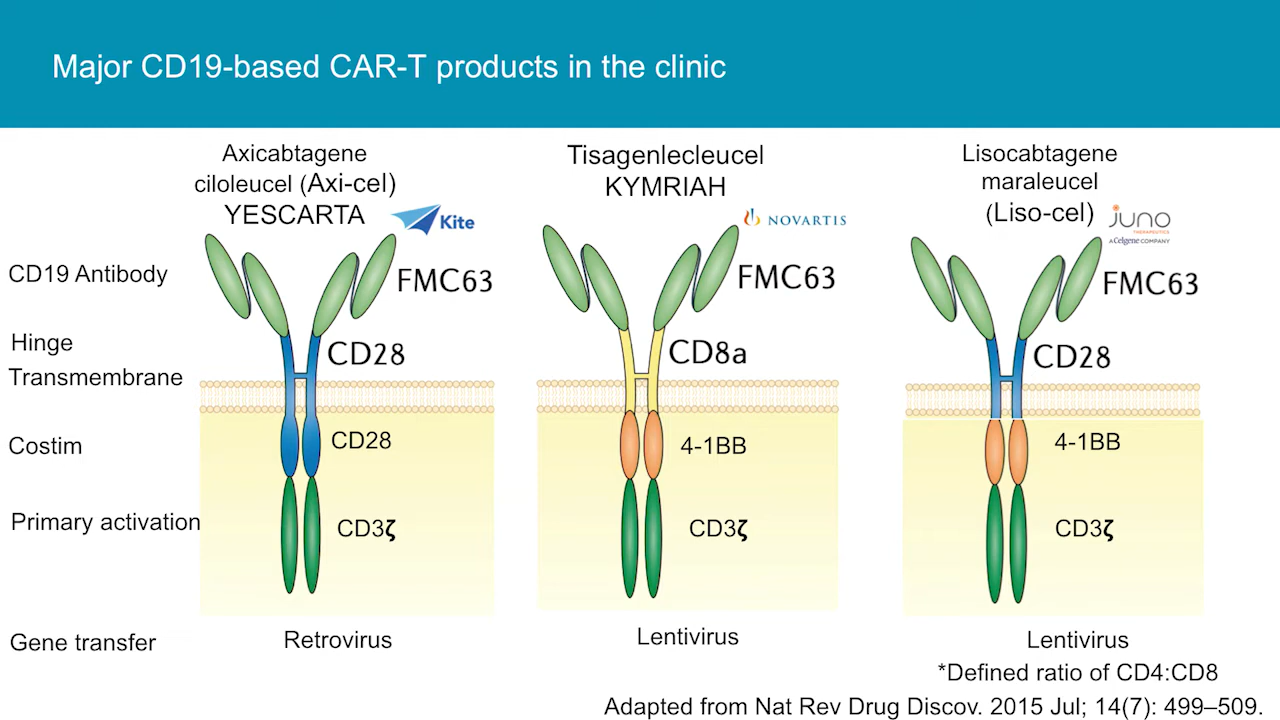 Major CD19-based CAR-T products in the clinic
Axicabtagene
ciloleucel (Axi-cel)
YESCARTA
Kite
Tisagenlecleucel
KYMRIAH
NOVARTIS
Lisocabtagene
maraleucel
(Liso-cel)
JUNO
THERAPEUTICS
A Celgene COMPANY
CD19 Antibody
FMC63
FMC63
FMC63
Hinge
Transmembrane
CD28
CD8a
CD28
Costim
CD28
4-1BB
4-1BB
Primary activation
CD3ζ
CD3ζ
CD3ζ
Gene transfer
Retrovirus
Lentivirus
Lentivirus
*Defined ratio of CD4:CD8
Adapted from Nat Rev Drug Discov. 2015 Jul; 14(7): 499–509.